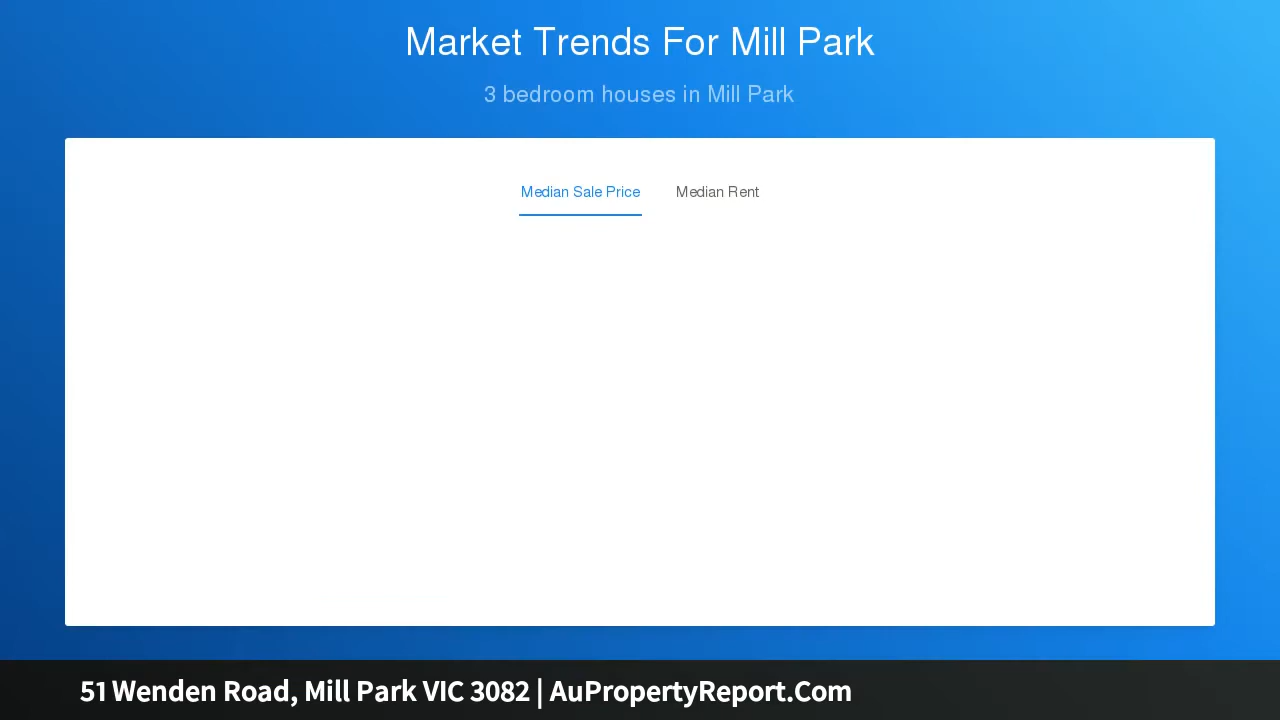 Market Trends For Mill Park
3 bedroom houses in Mill Park
Median Sale Price Median Rent
51 Wenden Road, Mill Park VIC 3082 | AuPropertyReport.Com